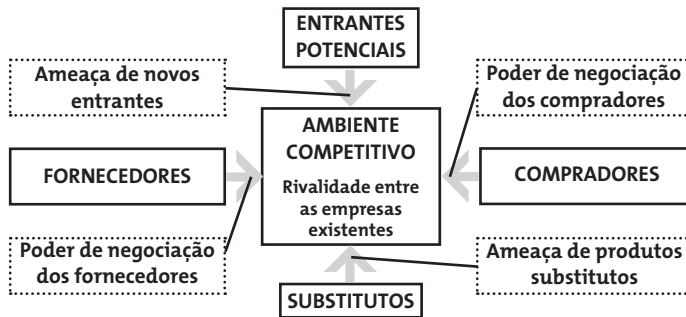 ENTRANTES
POTENCIAIS
Ameaça de novos
entrantes
Poder de negociação
dos compradores
AMBIENTE
COMPETITIVO
Rivalidade entre
as empresas
existentes
FORNECEDORES
COMPRADORES
Poder de negociação
dos fornecedores
Ameaça de produtos
substitutos
SUBSTITUTOS